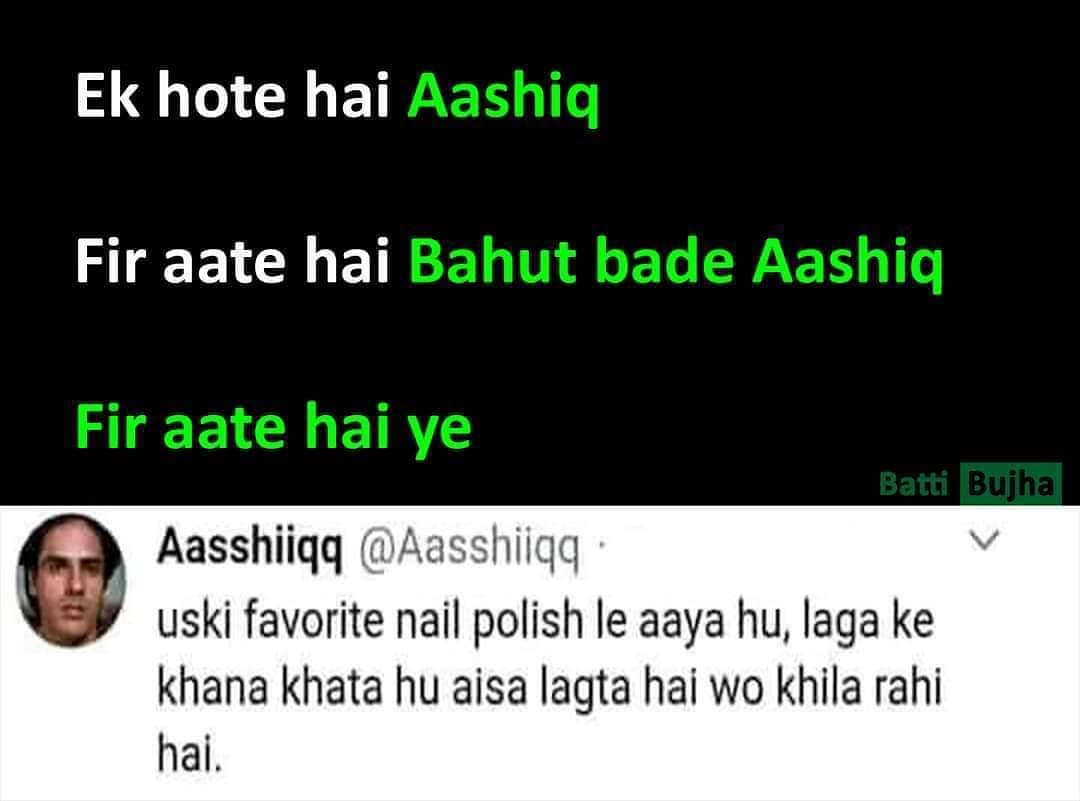 Ek hote hai Aashiq
Fir aate hai Bahut bade Aashiq
Fir aate hai ye
Batti Bujha
Aasshiiqq @Aasshiiqq ·
uski favorite nail polish le aaya hu, laga ke
khana khata hu aisa lagta hai wo khila rahi
hai.